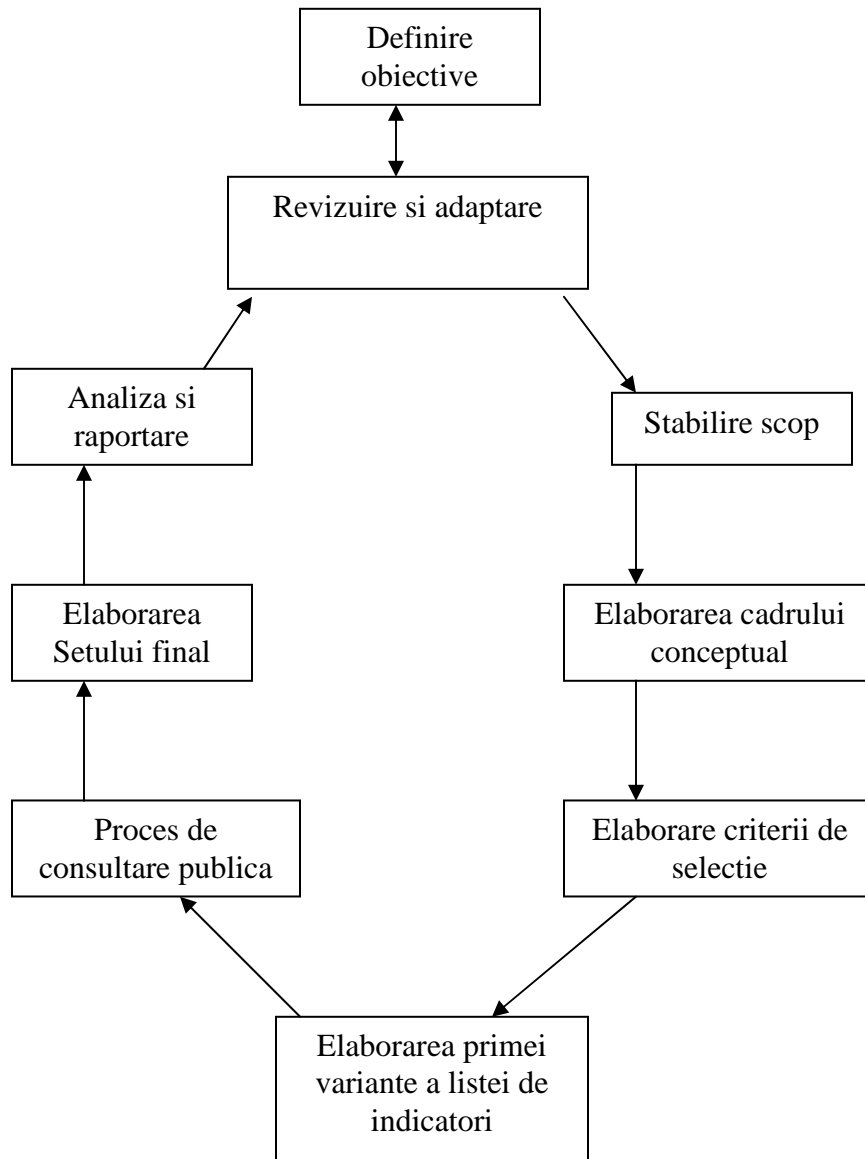 Definire
obiective
Revizuire si adaptare
Analiza si
raportare
Stabilire scop
Elaborarea
Setului final
Elaborarea cadrului
conceptual
Proces de
consultare publica
Elaborare criterii de
selectie
Elaborarea primei
variante a listei de
indicatori